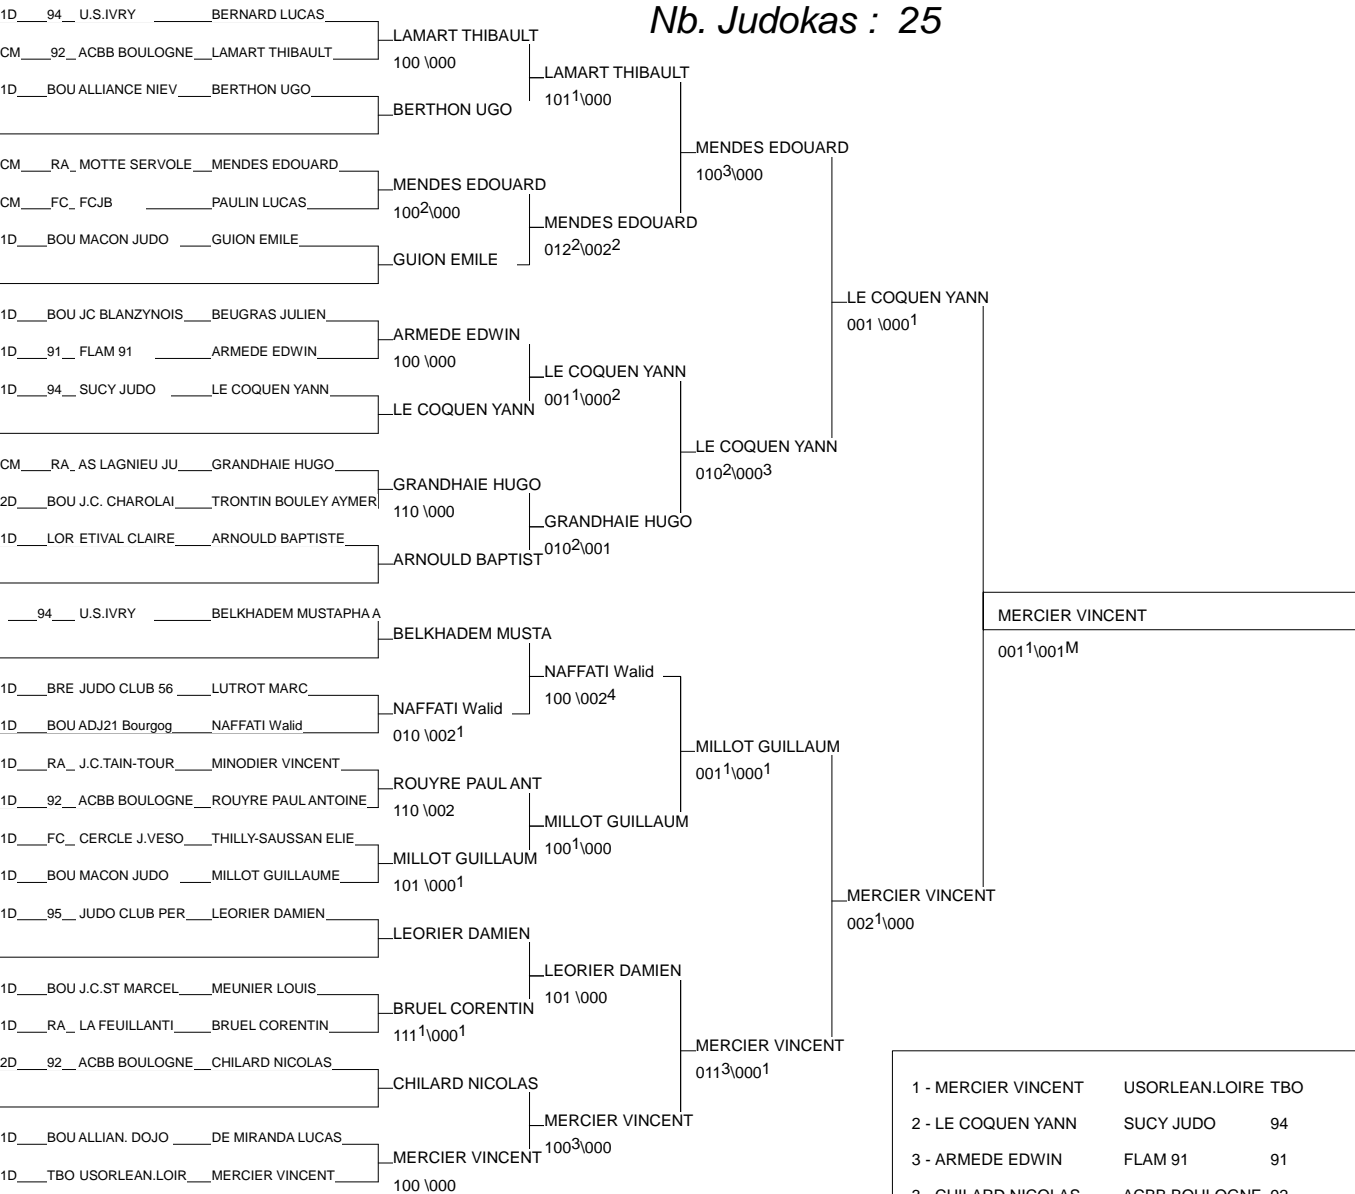 Nb. Judokas : 25
1D 94 U.S.IVRY BERNARD LUCAS
CM 92 ACBB BOULOGNE LAMART THIBAULT
1D BOU ALLIANCE NIEV BERTHON UGO
CM RA MOTTE SERVOLE MENDES EDOUARD
CM FC FCJB PAULIN LUCAS
1D BOU MACON JUDO GUION EMILE
1D BOU JC BLANZYNOIS BEUGRAS JULIEN
1D 91 FLAM 91 ARMEDE EDWIN
1D 94 SUCY JUDO LE COQUEN YANN
CM RA AS LAGNIEU JU GRANDHAIE HUGO
2D BOU J.C. CHAROLAI TRONTIN BOULEY AYMER
1D LOR ETIVAL CLAIRE ARNOULD BAPTISTE
94 U.S.IVRY BELKHADEM MUSTAPHA A
1D BRE JUDO CLUB 56 LUTROT MARC
1D BOU ADJ21 Bourgog NAFFATI Walid
1D RA J.C.TAIN-TOUR MINODIER VINCENT
1D 92 ACBB BOULOGNE ROUYRE PAUL ANTOINE
1D FC CERCLE J.VESO THILLY-SAUSSAN ELIE
1D BOU MACON JUDO MILLOT GUILLAUME
1D 95 JUDO CLUB PER LEORIER DAMIEN
1D BOU J.C.ST MARCEL MEUNIER LOUIS
1D RA LA FEUILLANTI BRUEL CORENTIN
2D 92 ACBB BOULOGNE CHILARD NICOLAS
1D BOU ALLIAN. DOJO DE MIRANDA LUCAS
1D TBO USORLEAN.LOIR MERCIER VINCENT
LAMART THIBAULT
100 \000
BERTHON UGO
MENDES EDOUARD
100² \000
GUION EMILE
ARMEDE EDWIN
100 \000
LE COQUEN YANN
GRANDHAIE HUGO
110 \000
ARNOULD BAPTIST
BELKHADEM MUSTA
NAFFATI Walid
010 \002¹
ROUYRE PAUL ANT
110 \002
MILLOT GUILLAUM
101 \000¹
LEORIER DAMIEN
BRUEL CORENTIN
111¹\000¹
CHILARD NICOLAS
MERCIER VINCENT
100 \000
LAMART THIBAULT
101¹\000
MENDES EDOUARD
012²\002²
LE COQUEN YANN
001¹\000²
GRANDHAIE HUGO
010²\001
NAFFATI Walid
100 \002⁴
MILLOT GUILLAUM
100¹\000
LEORIER DAMIEN
101 \000
MERCIER VINCENT
100³\000
MENDES EDOUARD
100³\000
LE COQUEN YANN
010²\000³
MILLOT GUILLAUM
001¹\000¹
MERCIER VINCENT
011³\000¹
LE COQUEN YANN
001 \000¹
MERCIER VINCENT
002¹\000
MERCIER VINCENT
001¹\001ᴹ
1 - MERCIER VINCENT USORLEAN.LOIRE TBO
2 - LE COQUEN YANN SUCY JUDO 94
3 - ARMEDE EDWIN FLAM 91 91
3 - CHILARD NICOLAS ACBB BOULOGNE 92